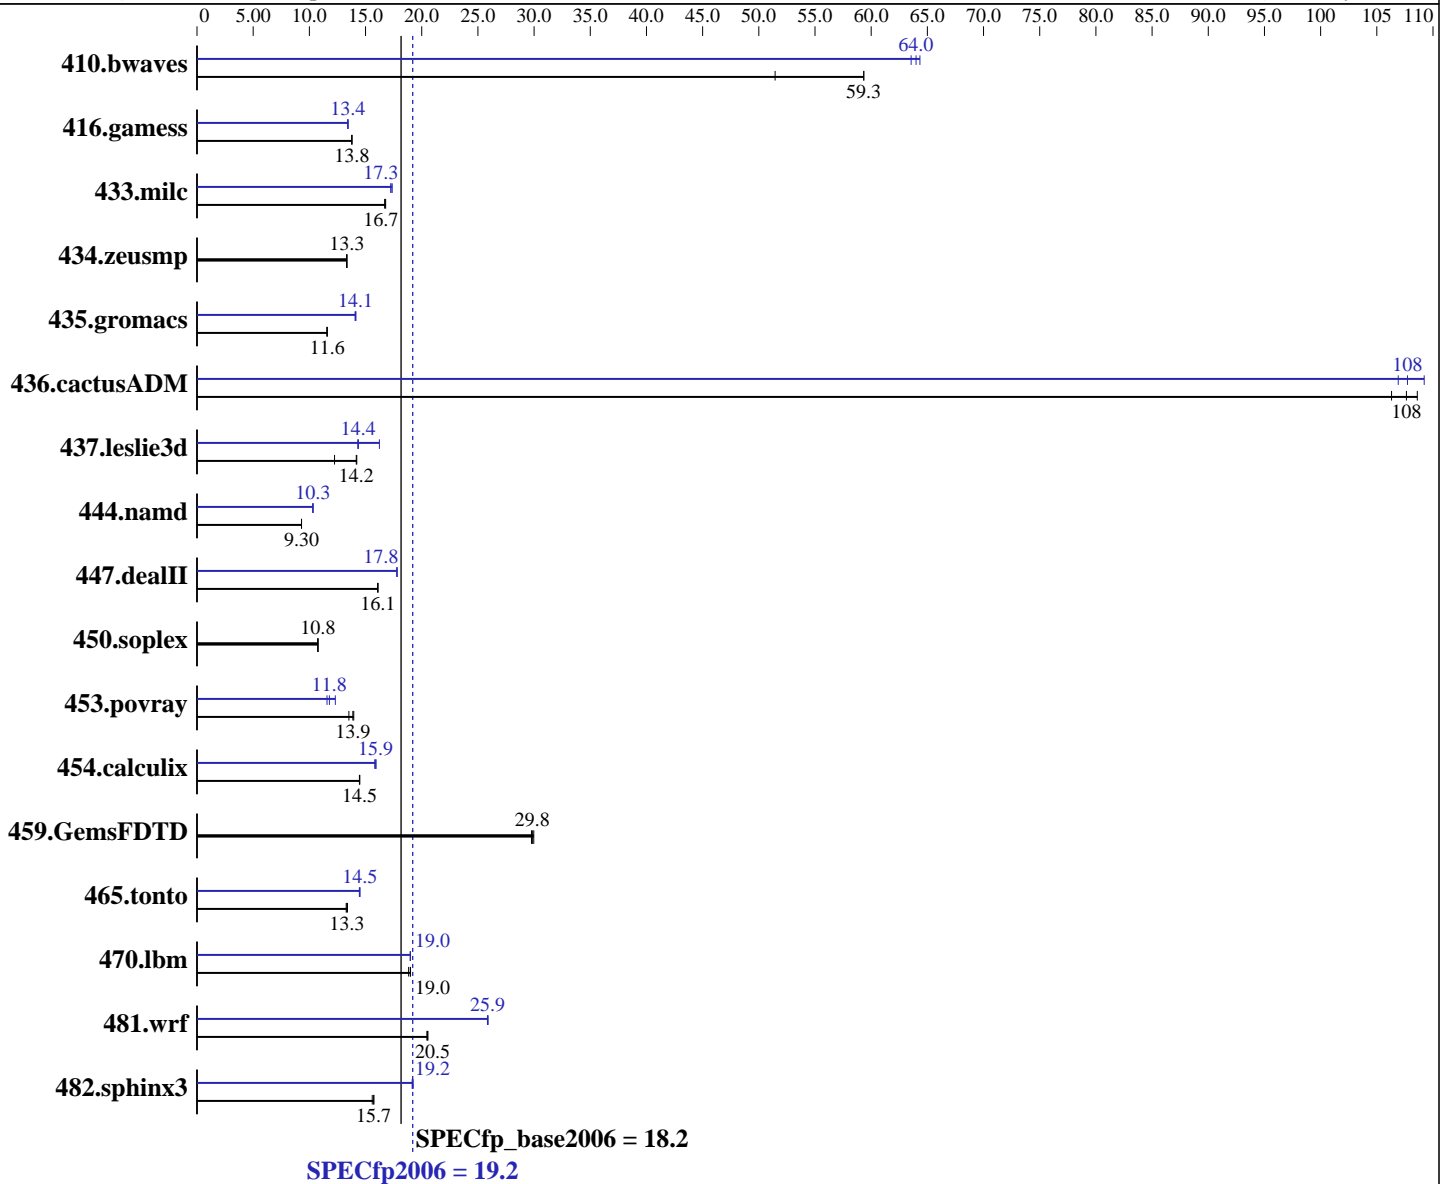 0 5.00 10.0 15.0 20.0 25.0 30.0 35.0 40.0 45.0 50.0 55.0 60.0 65.0 70.0 75.0 80.0 85.0 90.0 95.0 100 105 110
64.0
410.bwaves
59.3
13.4
416.gamess
13.8
17.3
433.milc
16.7
13.3
434.zeusmp
14.1
435.gromacs
11.6
108
436.cactusADM
108
14.4
437.leslie3d
14.2
10.3
444.namd
9.30
17.8
447.dealII
16.1
10.8
450.soplex
11.8
453.povray
13.9
15.9
454.calculix
14.5
29.8
459.GemsFDTD
14.5
465.tonto
13.3
19.0
470.lbm
19.0
25.9
481.wrf
20.5
19.2
482.sphinx3
15.7
SPECfp_base2006 = 18.2
SPECfp2006 = 19.2